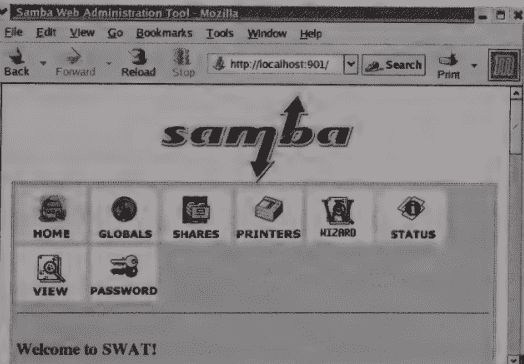 Samba Web Administration Tool - Mozilla
File Edit View Go Bookmarks Tools Window Help
Back Forward Reload Stop http://localhost:901/ Search Print
samba
HOME GLOBALS SHARES PRINTERS WIZARD STATUS
VIEW PASSWORD
Welcome to SWAT!